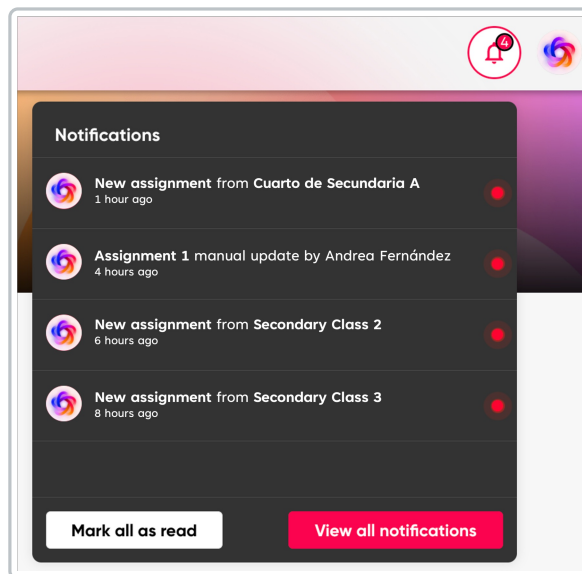 4
Notifications
New assignment from Cuarto de Secundaria A
1 hour ago
Assignment 1 manual update by Andrea Fernández
4 hours ago
New assignment from Secondary Class 2
6 hours ago
New assignment from Secondary Class 3
8 hours ago
Mark all as read
View all notifications